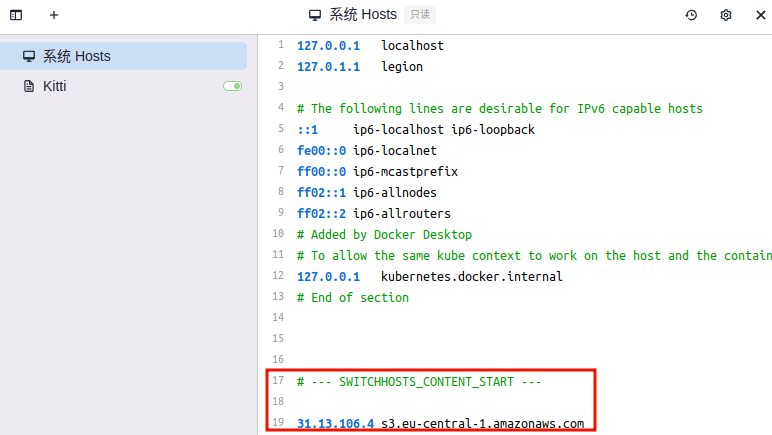 系统 Hosts 只读
系统 Hosts
Kitti
1 127.0.0.1 localhost
2 127.0.1.1 legion
3
4 # The following lines are desirable for IPv6 capable hosts
5 ::1 ip6-localhost ip6-loopback
6 fe00::0 ip6-localnet
7 ff00::0 ip6-mcastprefix
8 ff02::1 ip6-allnodes
9 ff02::2 ip6-allrouters
10 # Added by Docker Desktop
11 # To allow the same kube context to work on the host and the contain
12 127.0.0.1 kubernetes.docker.internal
13 # End of section
14
15
16
17 # --- SWITCHHOSTS_CONTENT_START ---
18
19 31.13.106.4 s3.eu-central-1.amazonaws.com